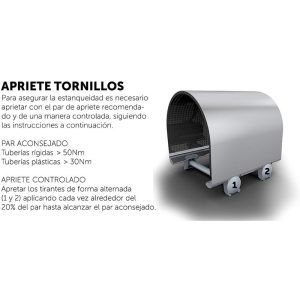 APRIETE TORNILLOS
Para asegurar la estanqueidad es necesario
aprietar con el par de apriete recomenda-
do y de una manera controlada, siguiendo
las instrucciones a continuación.
PAR ACONSEJADO
Tuberías rígidas > 50Nm
Tuberías plásticas > 30Nm
APRIETE CONTROLADO
Apretar los tirantes de forma alternada
(1 y 2) aplicando cada vez alrededor del
20% del par hasta alcanzar el par aconsejado.
1
2